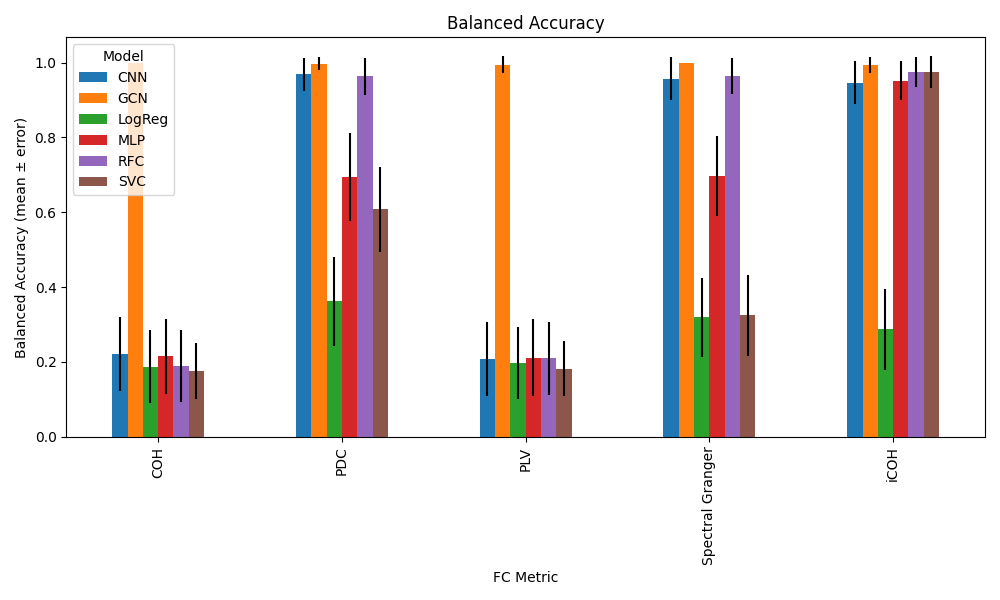 Balanced Accuracy
Balanced Accuracy (mean ± error)
1.0
0.8
0.6
0.4
0.2
0.0
Model
CNN
GCN
LogReg
MLP
RFC
SVC
COH
PDC
PLV
Spectral Granger
iCOH
FC Metric